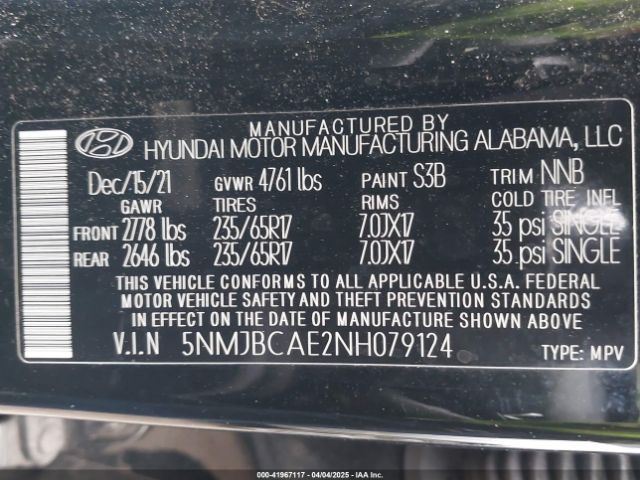 MANUFACTURED BY
HYUNDAI MOTOR MANUFACTURING ALABAMA, LLC
Dec/15/21 GVWR 4761 lbs PAINT S3B TRIM NNB
GAWR TIRES RIMS COLD TIRE INFL
FRONT 2778 lbs 235/65R17 7.0JX17 35 psi SINGLE
REAR 2646 lbs 235/65R17 7.0JX17 35 psi SINGLE
THIS VEHICLE CONFORMS TO ALL APPLICABLE U.S.A. FEDERAL
MOTOR VEHICLE SAFETY AND THEFT PREVENTION STANDARDS
IN EFFECT ON THE DATE OF MANUFACTURE SHOWN ABOVE.
V.I.N 5NMJBCAE2NH079124 TYPE: MPV
000-41967117 - 04/04/2025 - IAAI.COM